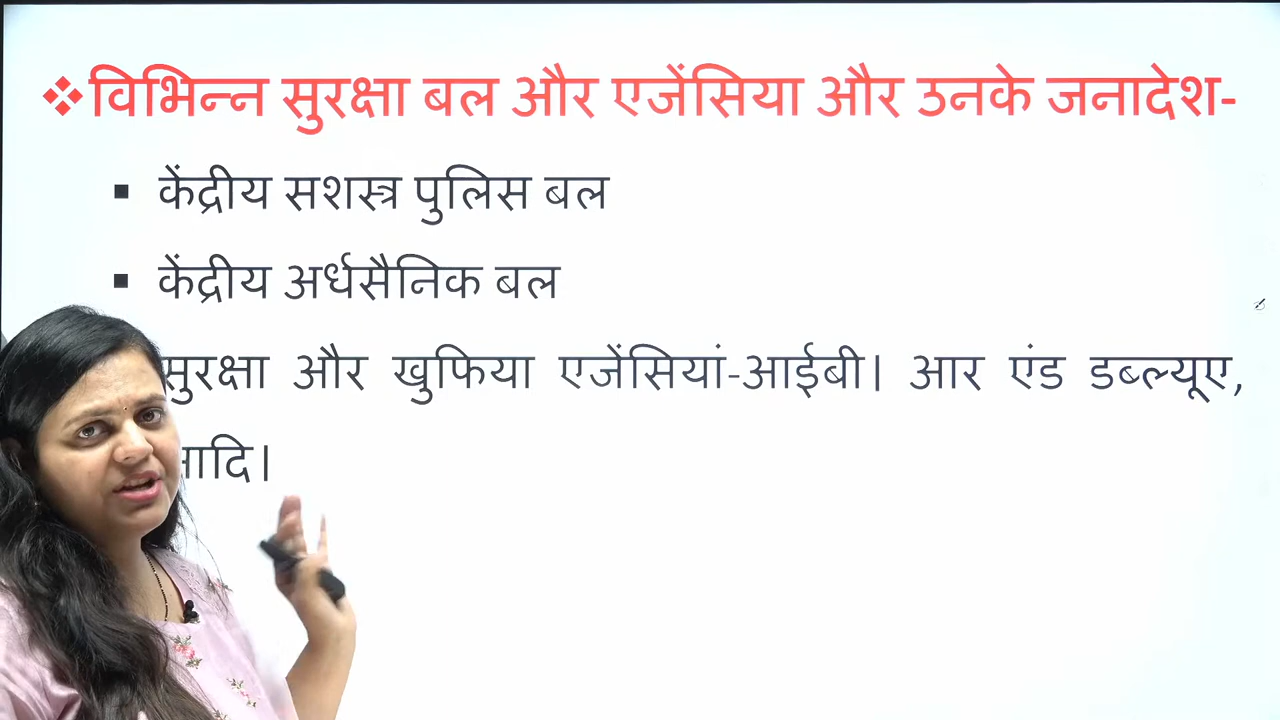 ❖विभिन्न सुरक्षा बल और एजेंसिया और उनके जनादेश-
▪ केंद्रीय सशस्त्र पुलिस बल
▪ केंद्रीय अर्धसैनिक बल
सुरक्षा और खुफिया एजेंसियां-आईबी। आर एंड डब्ल्यूए,